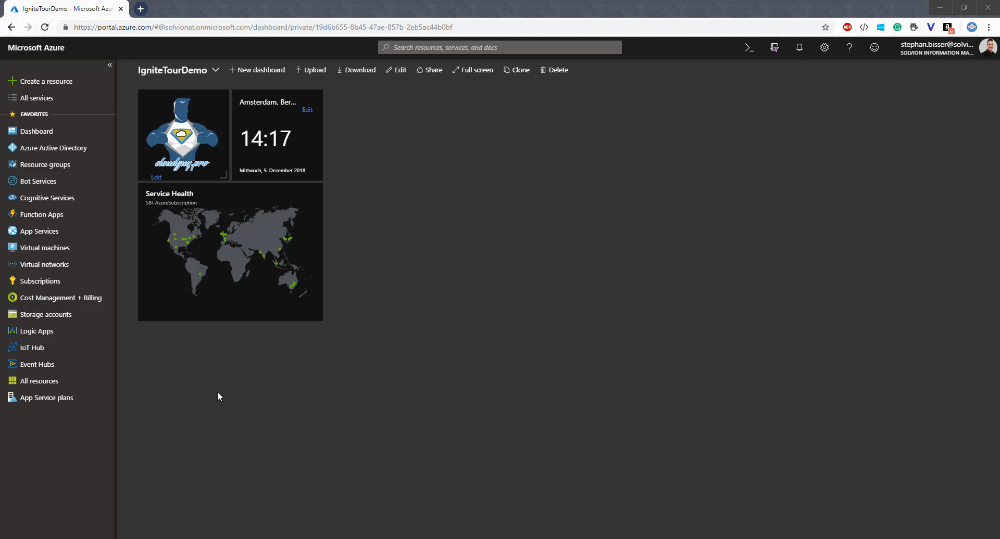 IgniteTourDemo - Microsoft Azur
https://portal.azure.com/#@solvionat.onmicrosoft.com/dashboard/private/19d6b655-8b45-47ae-857b-2eb5ac44b0bf
ABP
6
Microsoft Azure
Search resources, services, and docs
stephan.bisser@solvi...
SOLVION INFORMATION MA...
Create a resource
All services
FAVORITES
Dashboard
Azure Active Directory
Resource groups
Bot Services
Cognitive Services
Function Apps
App Services
Virtual machines
Virtual networks
Subscriptions
Cost Management + Billing
Storage accounts
Logic Apps
IoT Hub
Event Hubs
All resources
App Service plans
IgniteTourDemo
New dashboard
Upload
Download
Edit
Share
Full screen
Clone
Delete
cloudguy.pro
Edit
Amsterdam, Ber...
Edit
14:17
Mittwoch, 5. Dezember 2018
Service Health
SBI-AzureSubscription